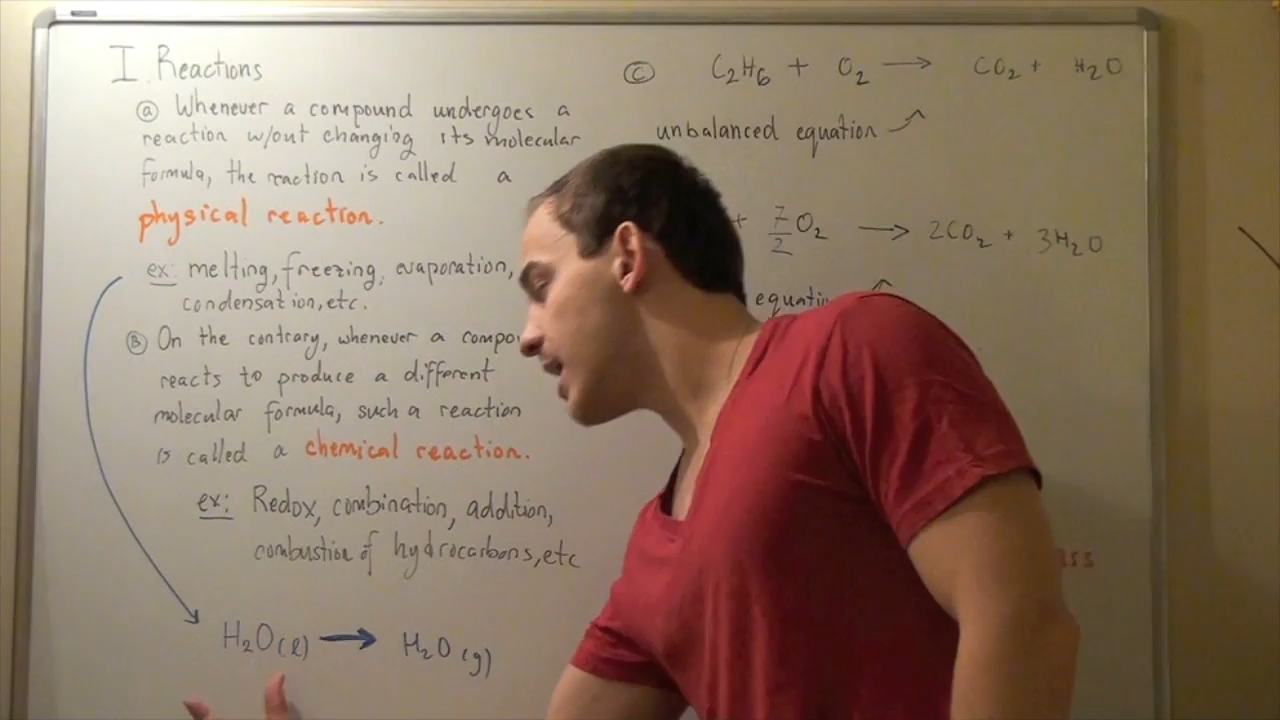 I. Reactions
ⓐ Whenever a compound undergoes a
reaction w/out changing its molecular
formula, the raction is called a
physical reaction.
ex: melting, freezing, evaporation,
condensation, etc.
Ⓑ On the contrary, whenever a
reacts to produce a different
molecular formula, such a reaction
is called a chemical reaction.
ex: Redox, combination, addition,
combustion of hydrocarbons, etc
H₂O(l) → H₂O(g)
Ⓒ C₂H₆ + O₂ → CO₂ + H₂O
unbalanced equation
+ 7/2 O₂ → 2CO₂ + 3H₂O